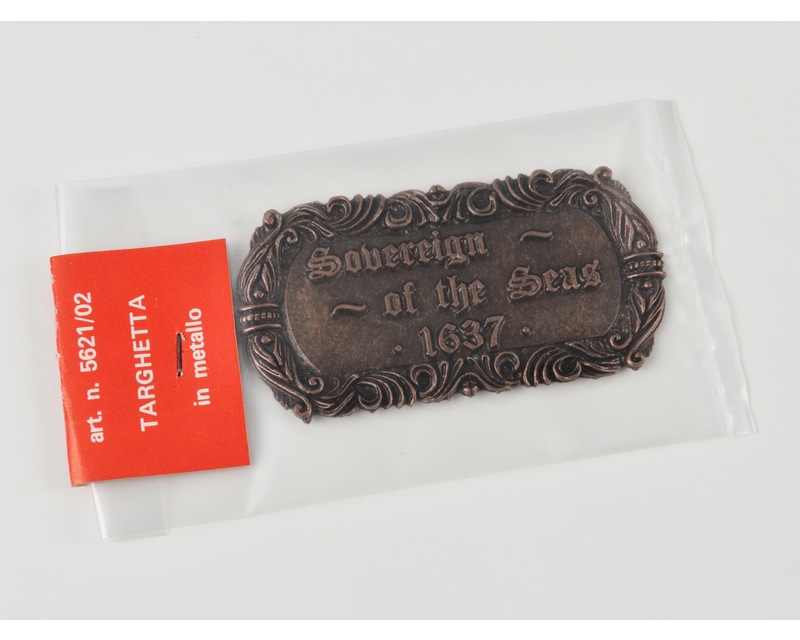 art. n. 5621/02
TARGHETTA
in metallo
Sovereign ~
~ of the Seas
· 1637 ·